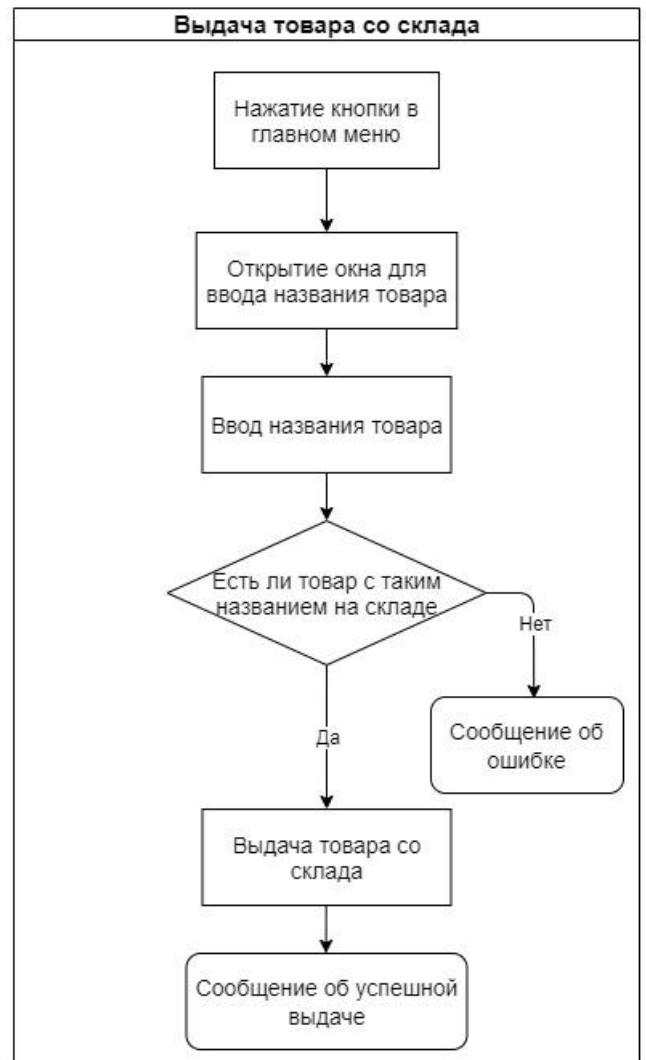 Выдача товара со склада
Нажатие кнопки в
главном меню
Открытие окна для
ввода названия товара
Ввод названия товара
Есть ли товар с таким
названием на складе
Нет
Сообщение об
ошибке
Да
Выдача товара со
склада
Сообщение об успешной
выдаче